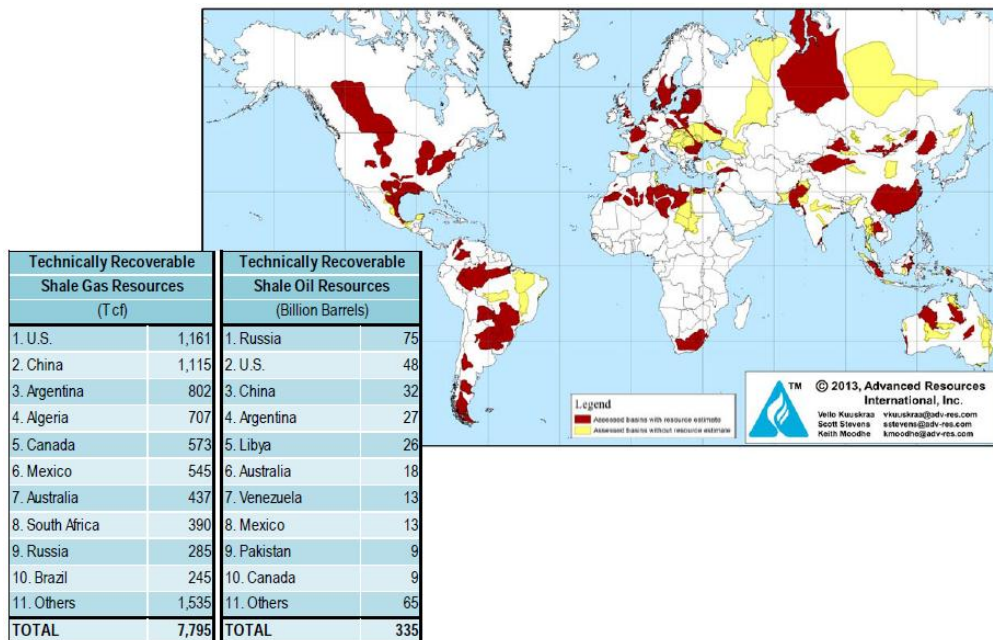 Technically Recoverable
Shale Gas Resources
(Tcf)
1. U.S. 1,161
2. China 1,115
3. Argentina 802
4. Algeria 707
5. Canada 573
6. Mexico 545
7. Australia 437
8. South Africa 390
9. Russia 285
10. Brazil 245
11. Others 1,535
TOTAL 7,795
Technically Recoverable
Shale Oil Resources
(Billion Barrels)
1. Russia 75
2. U.S. 48
3. China 32
4. Argentina 27
5. Libya 26
6. Australia 18
7. Venezuela 13
8. Mexico 13
9. Pakistan 9
10. Canada 9
11. Others 65
TOTAL 335
Legend
Assessed basins with resource estimate
Assessed basins without resource estimate
TM
© 2013, Advanced Resources
International, Inc.
Vello Kuuskraa vkuuskraa@adv-res.com
Scott Stevens sstevens@adv-res.com
Keith Moodhe kmoodhe@adv-res.com